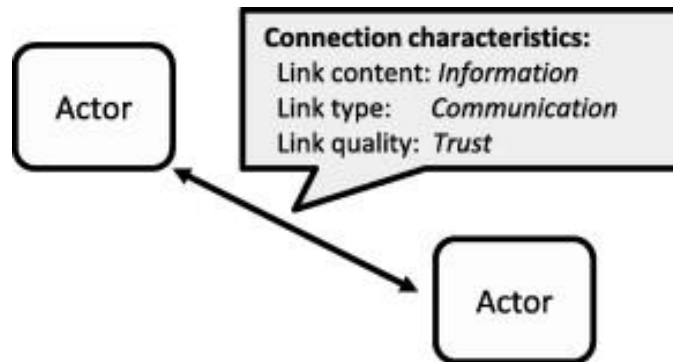 Connection characteristics:
Link content: Information
Link type: Communication
Link quality: Trust
Actor
Actor